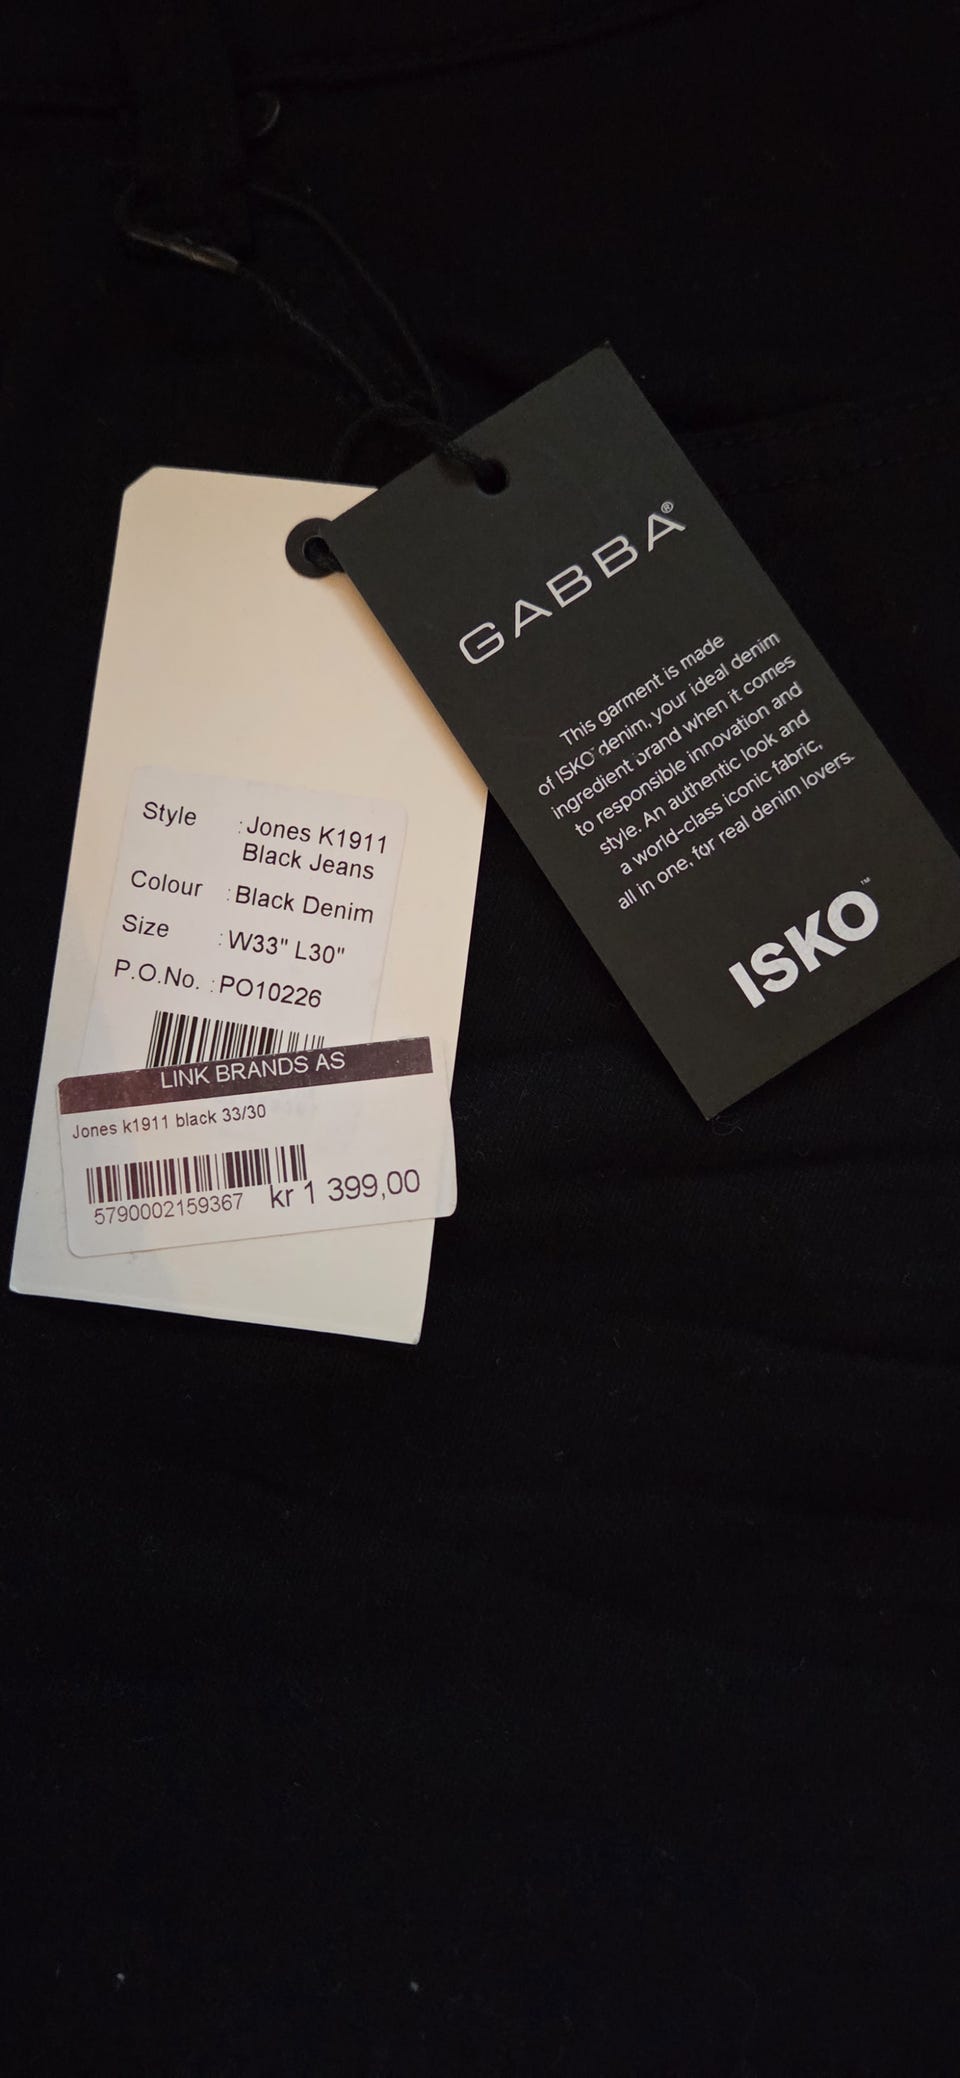 GABBA®
This garment is made
of ISKO™ denim, your ideal denim
ingredient brand when it comes
to responsible innovation and
style. An authentic look and
a world-class iconic fabric,
all in one, for real denim lovers.
ISKO™
Style : Jones K1911
Black Jeans
Colour : Black Denim
Size : W33" L30"
P.O.No. : PO10226
LINK BRANDS AS
Jones k1911 black 33/30
5790002159367 kr 1 399,00